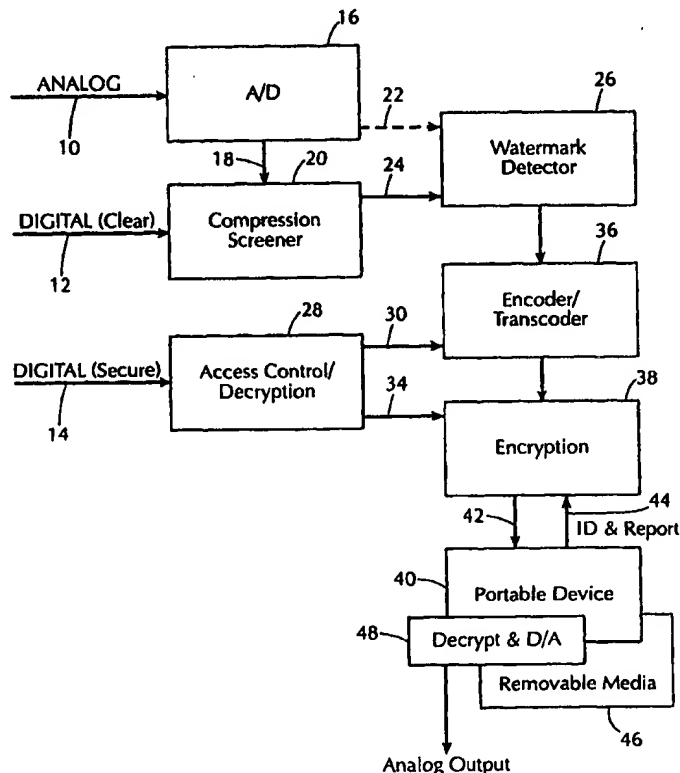 16
ANALOG
10
A/D
22
26
18
20
24
Watermark
Detector
DIGITAL (Clear)
12
Compression
Screener
36
28
30
Encoder/
Transcoder
DIGITAL (Secure)
14
Access Control/
Decryption
34
38
Encryption
42
44
ID & Report
40
Portable Device
48
Decrypt & D/A
Removable Media
46
Analog Output